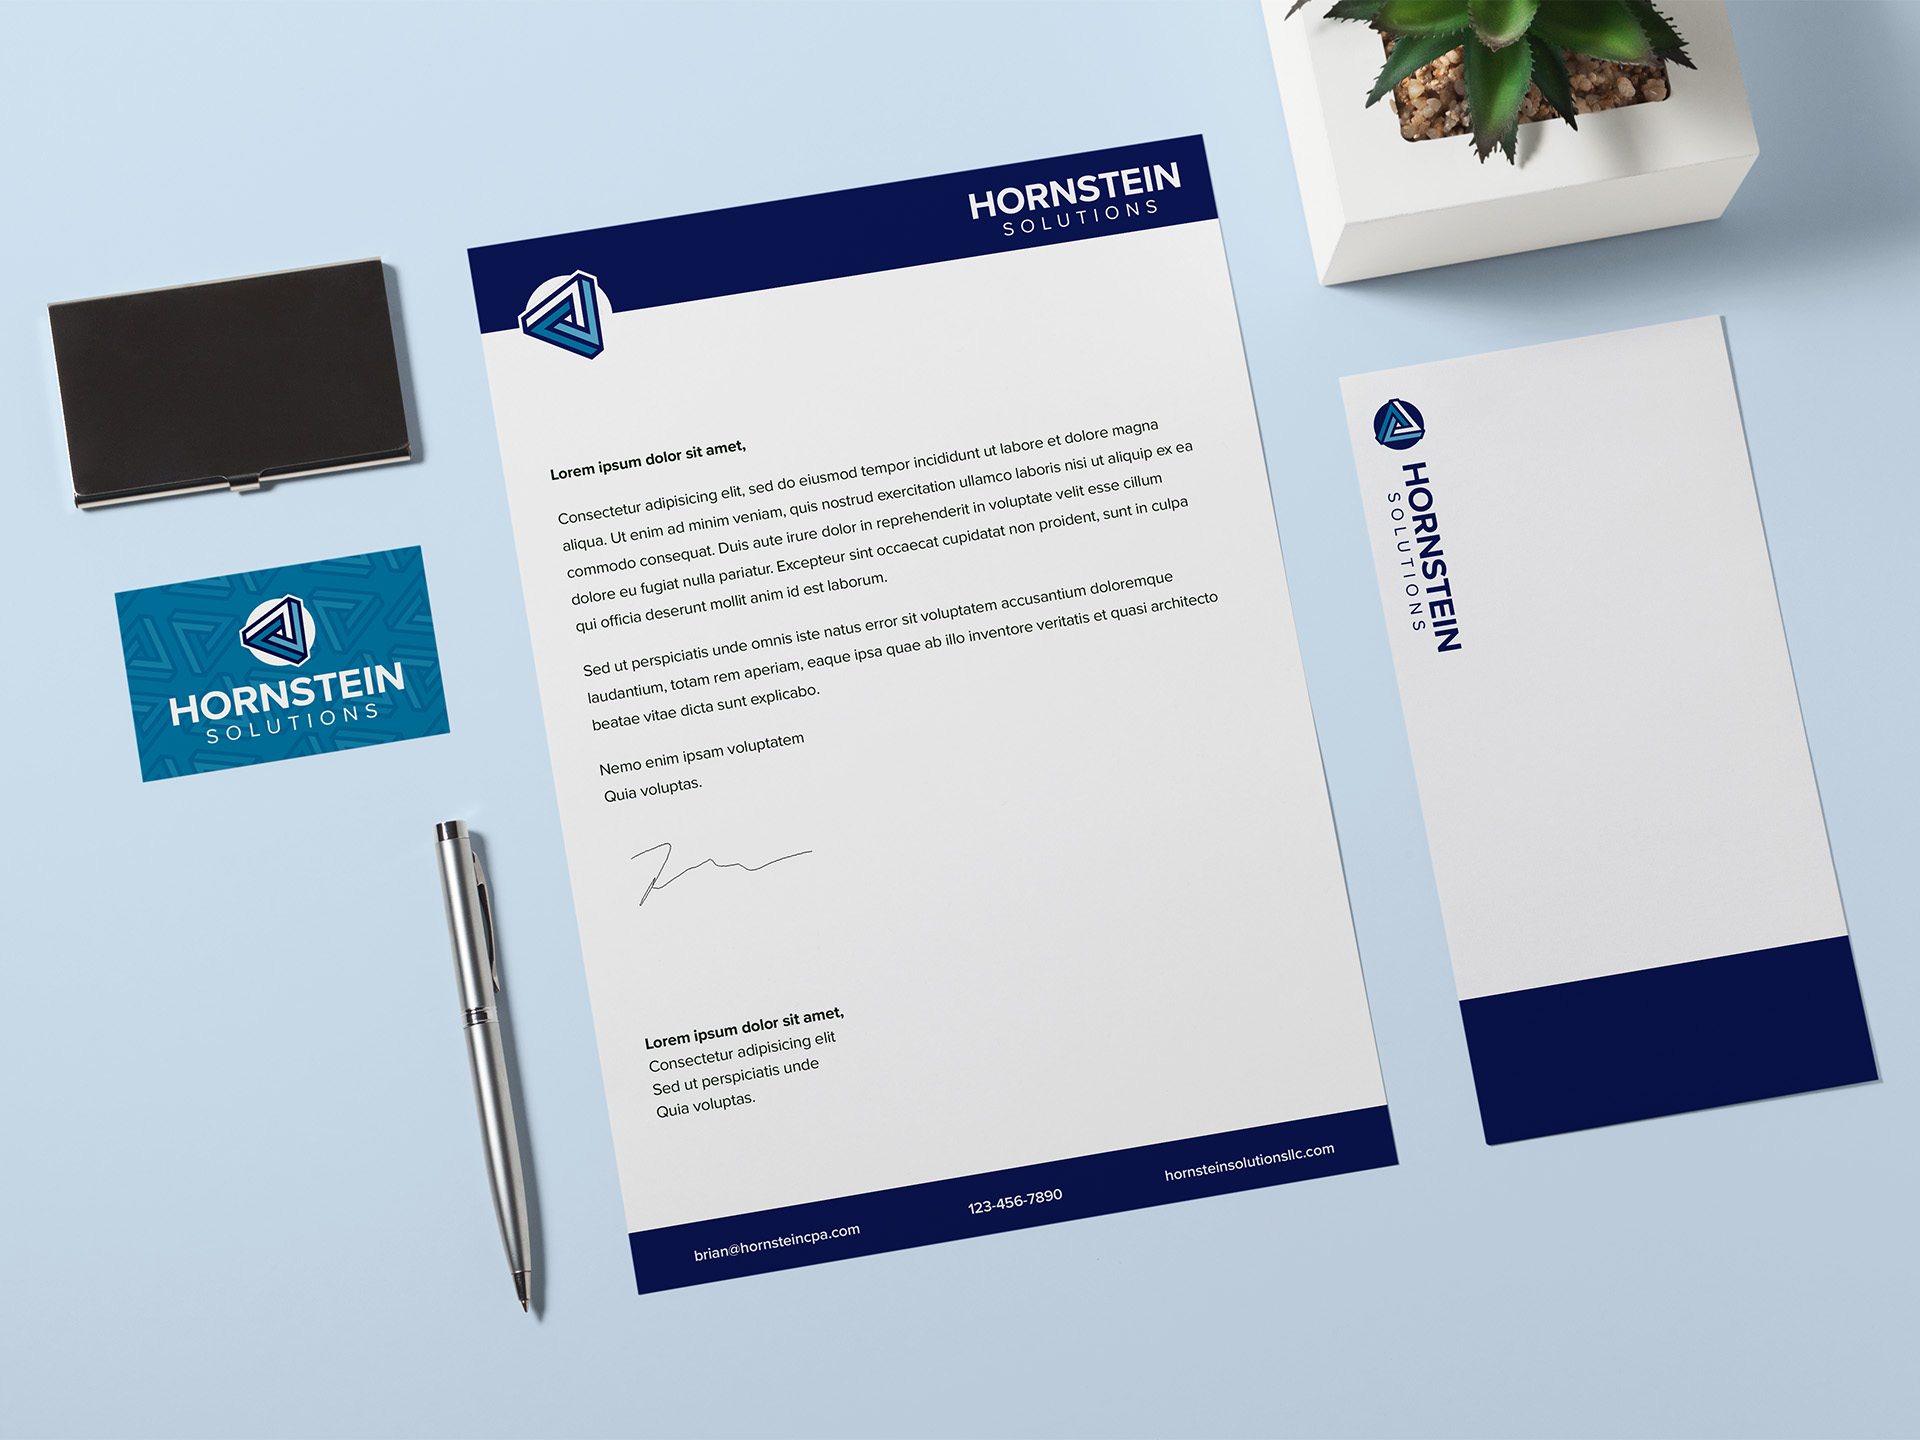 HORNSTEIN
SOLUTIONS
Lorem ipsum dolor sit amet,
Consectetur adipisicing elit, sed do eiusmod tempor incididunt ut labore et dolore magna
aliqua. Ut enim ad minim veniam, quis nostrud exercitation ullamco laboris nisi ut aliquip ex ea
commodo consequat. Duis aute irure dolor in reprehenderit in voluptate velit esse cillum
dolore eu fugiat nulla pariatur. Excepteur sint occaecat cupidatat non proident, sunt in culpa
qui officia deserunt mollit anim id est laborum.
Sed ut perspiciatis unde omnis iste natus error sit voluptatem accusantium doloremque
laudantium, totam rem aperiam, eaque ipsa quae ab illo inventore veritatis et quasi architecto
beatae vitae dicta sunt explicabo.
Nemo enim ipsam voluptatem
Quia voluptas.
Lorem ipsum dolor sit amet,
Consectetur adipisicing elit
Sed ut perspiciatis unde
Quia voluptas.
brian@hornsteincpa.com
123-456-7890
hornsteinsolutionsllc.com
HORNSTEIN
SOLUTIONS
HORNSTEIN
SOLUTIONS